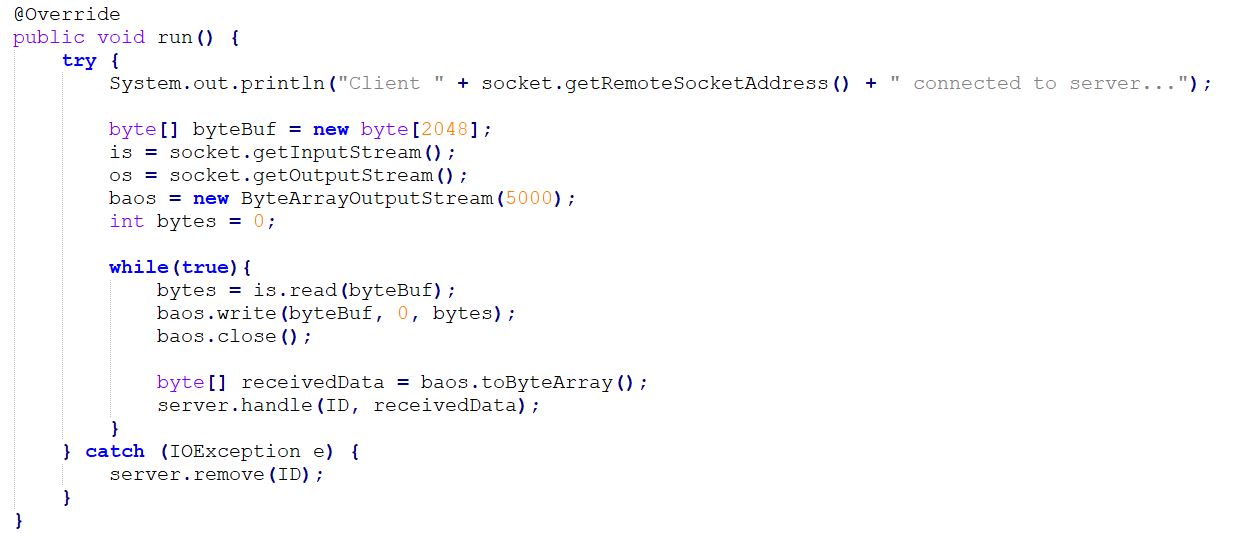 @Override
public void run() {
    try {
        System.out.println("Client " + socket.getRemoteSocketAddress() + " connected to server...");

        byte[] byteBuf = new byte[2048];
        is = socket.getInputStream();
        os = socket.getOutputStream();
        baos = new ByteArrayOutputStream(5000);
        int bytes = 0;

        while(true){
            bytes = is.read(byteBuf);
            baos.write(byteBuf, 0, bytes);
            baos.close();

            byte[] receivedData = baos.toByteArray();
            server.handle(ID, receivedData);
        }
    } catch (IOException e) {
        server.remove(ID);
    }
}